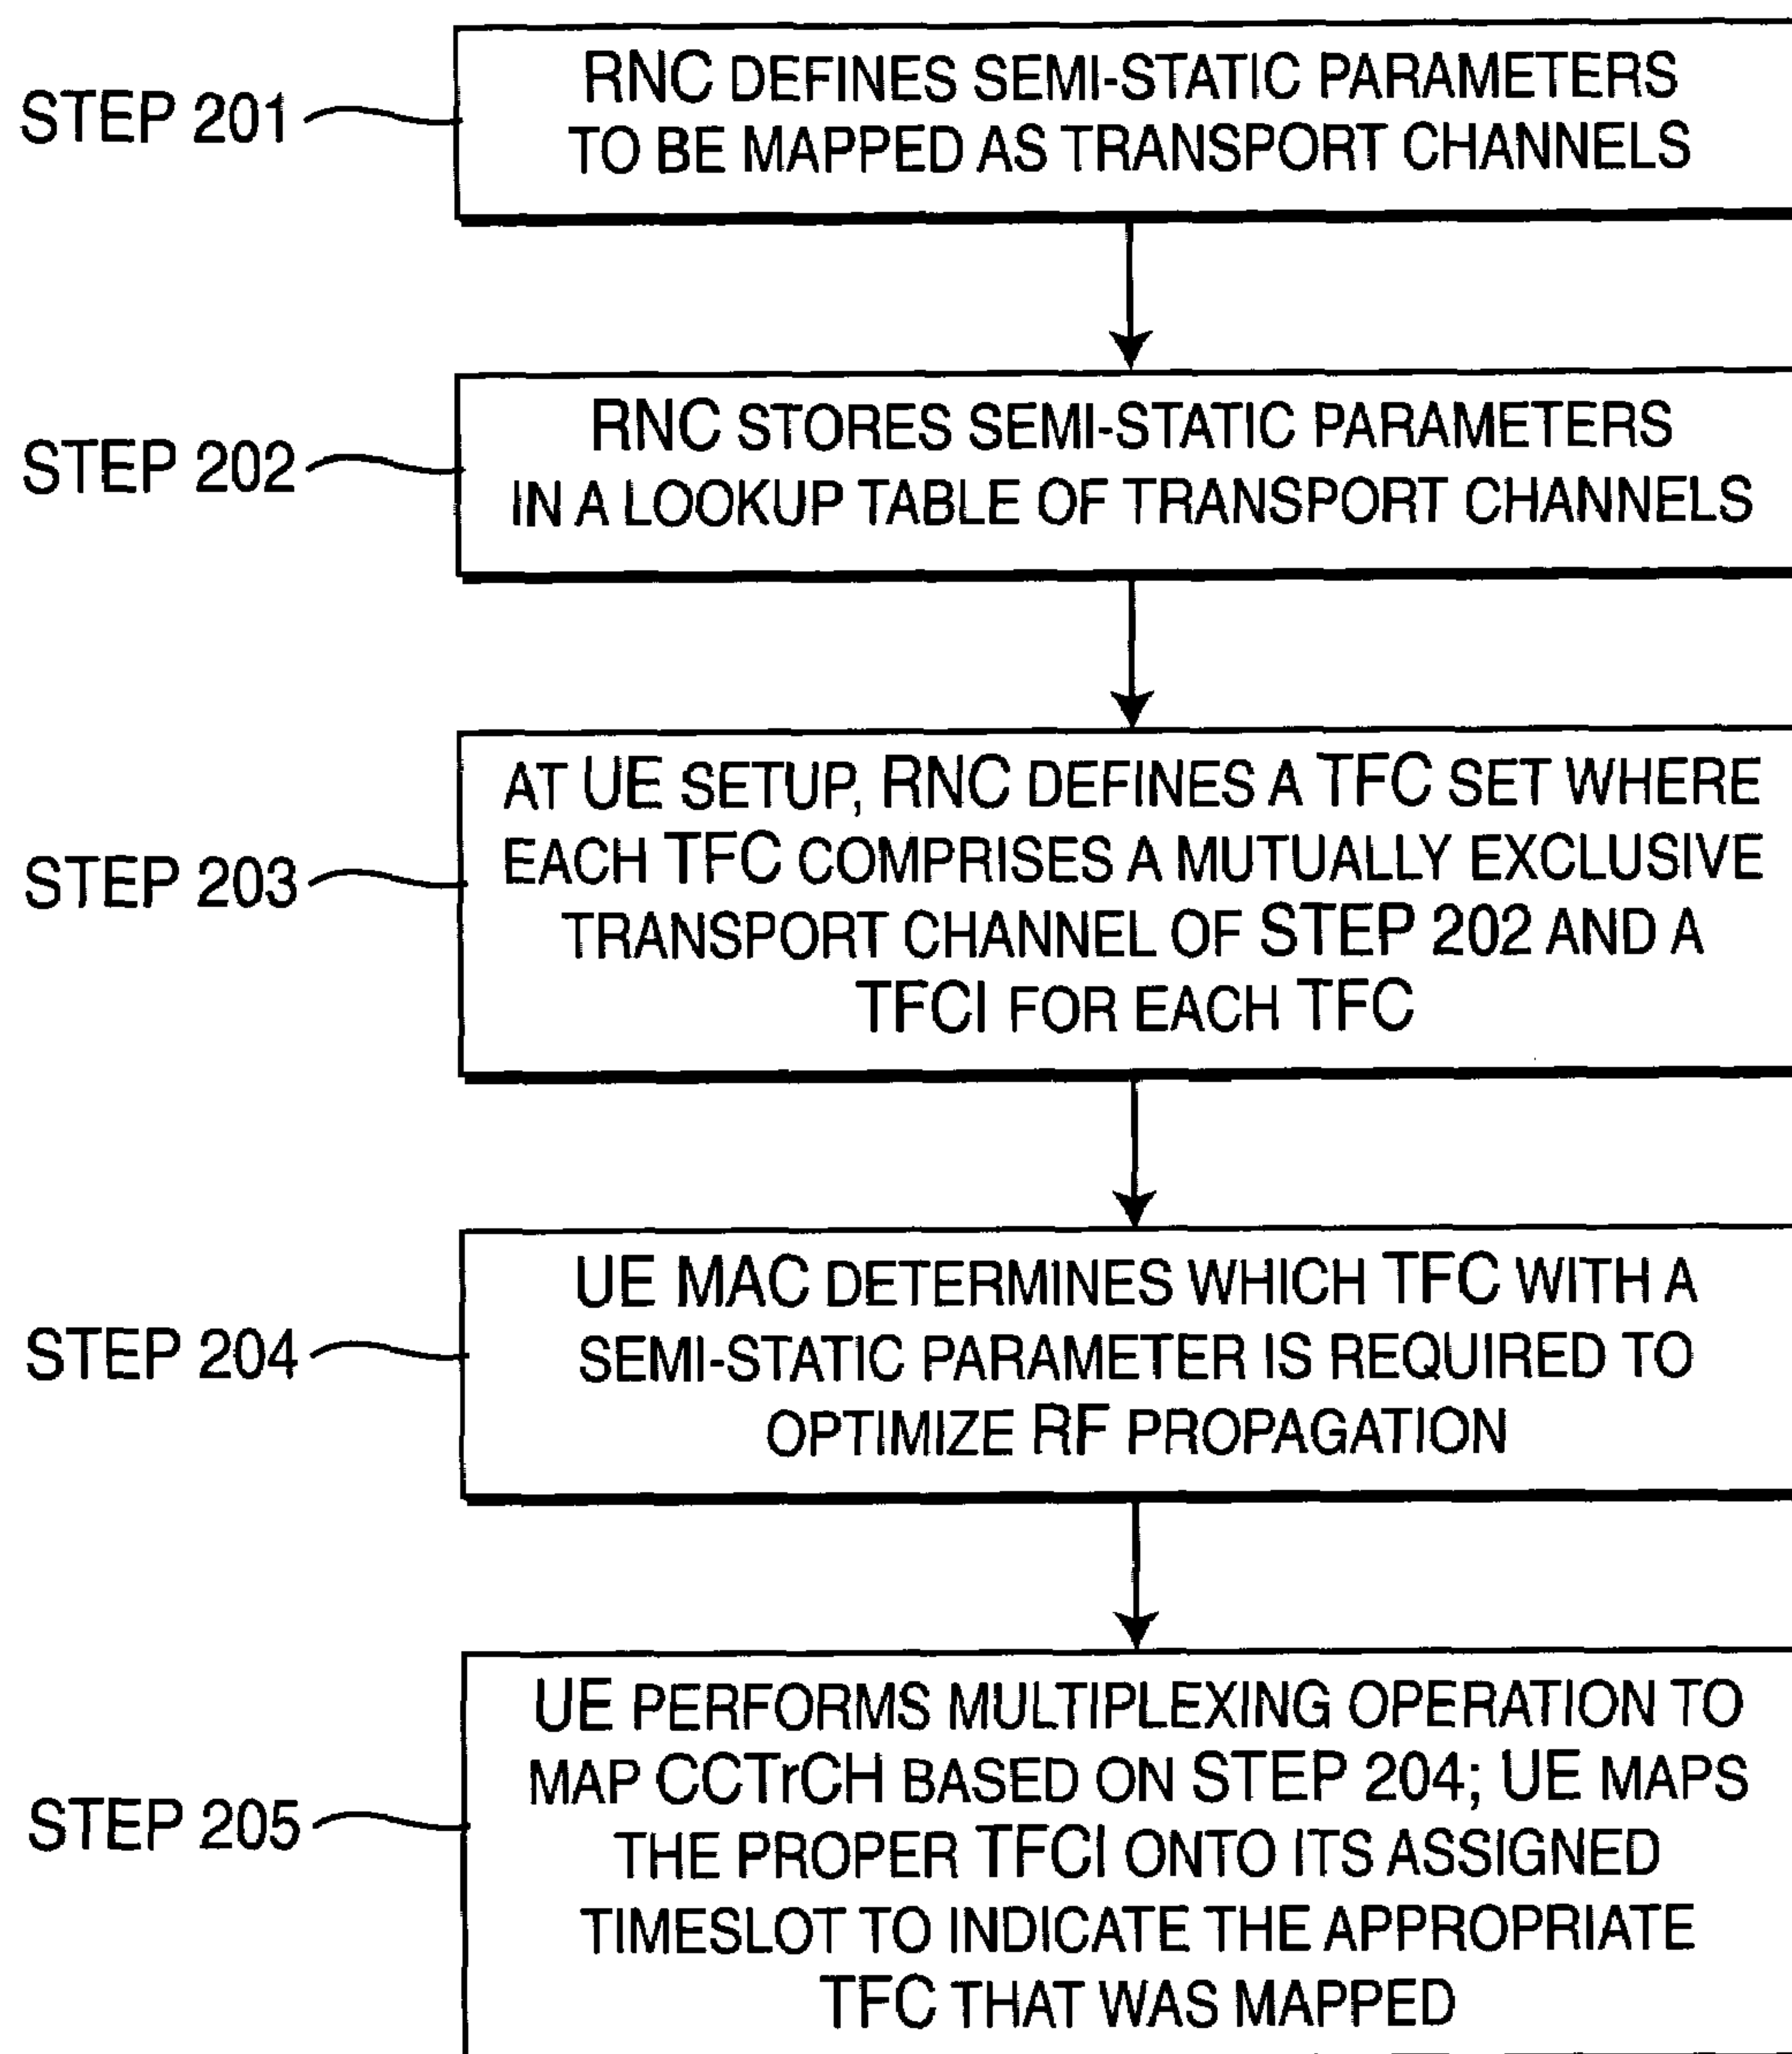 STEP 201
RNC DEFINES SEMI-STATIC PARAMETERS
TO BE MAPPED AS TRANSPORT CHANNELS
STEP 202
RNC STORES SEMI-STATIC PARAMETERS
IN A LOOKUP TABLE OF TRANSPORT CHANNELS
STEP 203
AT UE SETUP, RNC DEFINES A TFC SET WHERE
EACH TFC COMPRISES A MUTUALLY EXCLUSIVE
TRANSPORT CHANNEL OF STEP 202 AND A
TFCI FOR EACH TFC
STEP 204
UE MAC DETERMINES WHICH TFC WITH A
SEMI-STATIC PARAMETER IS REQUIRED TO
OPTIMIZE RF PROPAGATION
STEP 205
UE PERFORMS MULTIPLEXING OPERATION TO
MAP CCTrCH BASED ON STEP 204; UE MAPS
THE PROPER TFCI ONTO ITS ASSIGNED
TIMESLOT TO INDICATE THE APPROPRIATE
TFC THAT WAS MAPPED